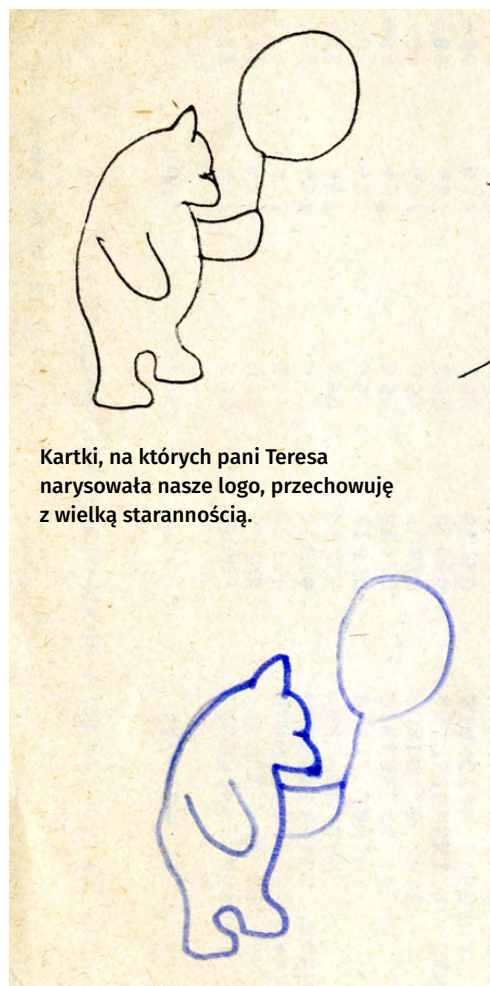 Kartki, na których pani Teresa
narysowała nasze logo, przechowuję
z wielką starannością.